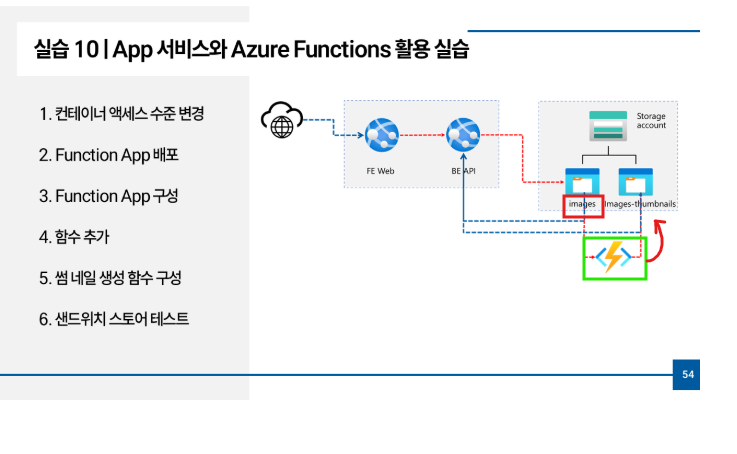 실습 10 | App 서비스와 Azure Functions 활용 실습
1. 컨테이너 액세스 수준 변경
2. Function App 배포
3. Function App 구성
4. 함수 추가
5. 썸 네일 생성 함수 구성
6. 샌드위치 스토어 테스트
FE Web
BE API
Storage
account
images
Images-thumbnails
54